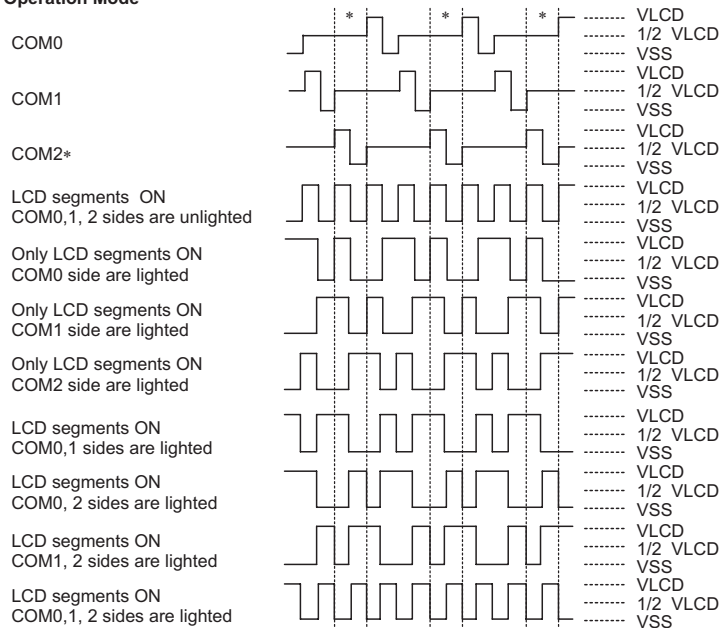 Operation Mode
* * *
COM0
VLCD
1/2 VLCD
VSS
COM1
VLCD
1/2 VLCD
VSS
COM2*
VLCD
1/2 VLCD
VSS
LCD segments ON
COM0,1, 2 sides are unlighted
VLCD
1/2 VLCD
VSS
Only LCD segments ON
COM0 side are lighted
VLCD
1/2 VLCD
VSS
Only LCD segments ON
COM1 side are lighted
VLCD
1/2 VLCD
VSS
Only LCD segments ON
COM2 side are lighted
VLCD
1/2 VLCD
VSS
LCD segments ON
COM0,1 sides are lighted
VLCD
1/2 VLCD
VSS
LCD segments ON
COM0, 2 sides are lighted
VLCD
1/2 VLCD
VSS
LCD segments ON
COM1, 2 sides are lighted
VLCD
1/2 VLCD
VSS
LCD segments ON
COM0,1, 2 sides are lighted
VLCD
1/2 VLCD
VSS